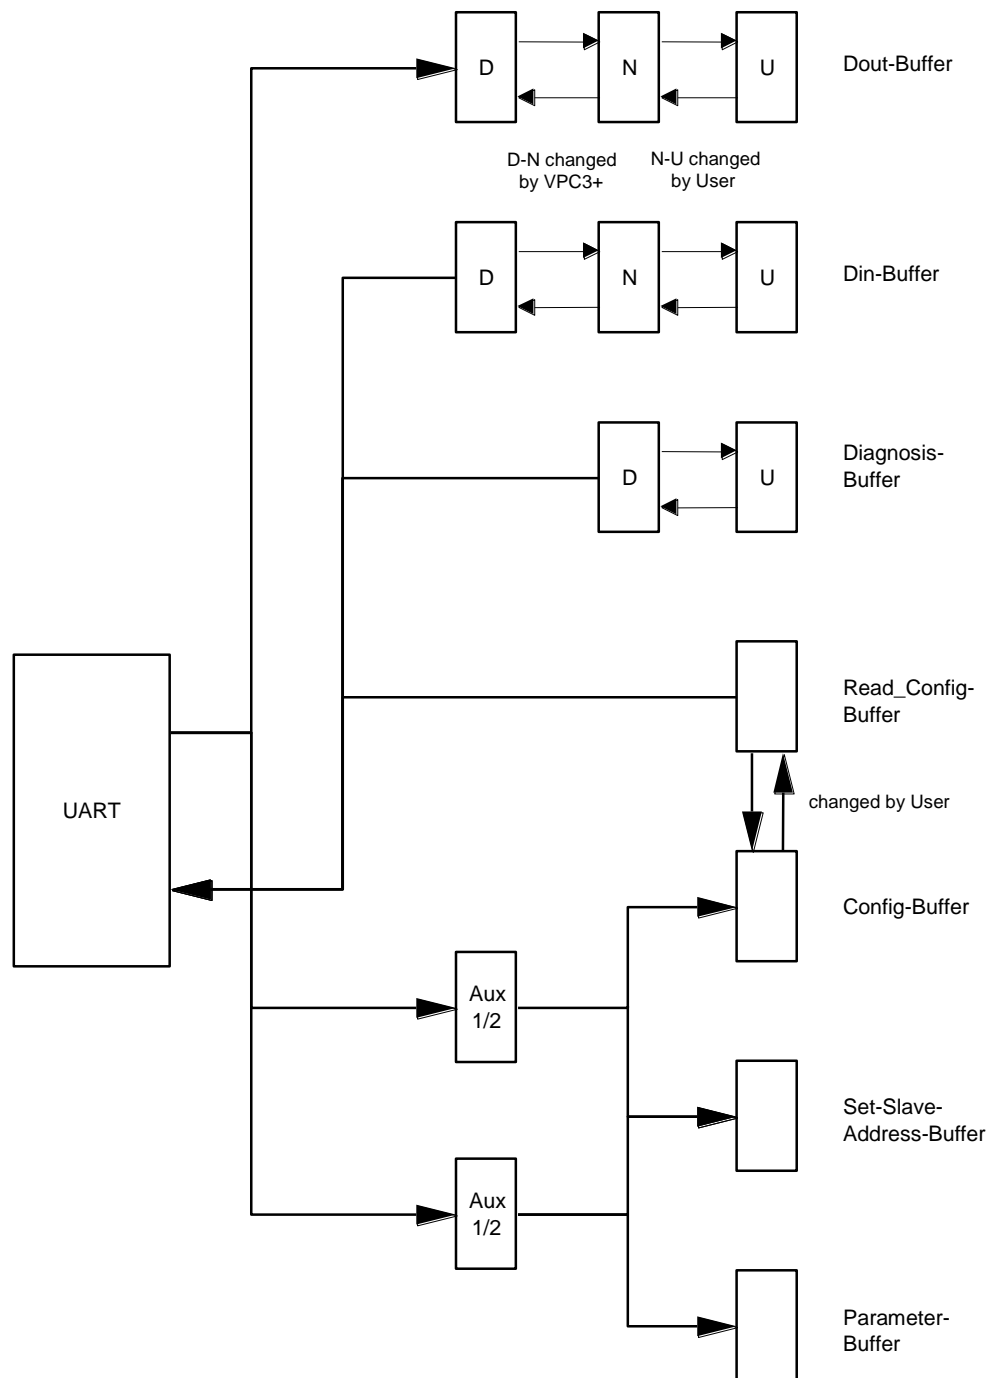 D
N
U
Dout-Buffer
D-N changed
by VPC3+
N-U changed
by User
D
N
U
Din-Buffer
D
U
Diagnosis-
Buffer
Read_Config-
Buffer
changed by User
UART
Config-Buffer
Aux
1/2
Set-Slave-
Address-Buffer
Aux
1/2
Parameter-
Buffer